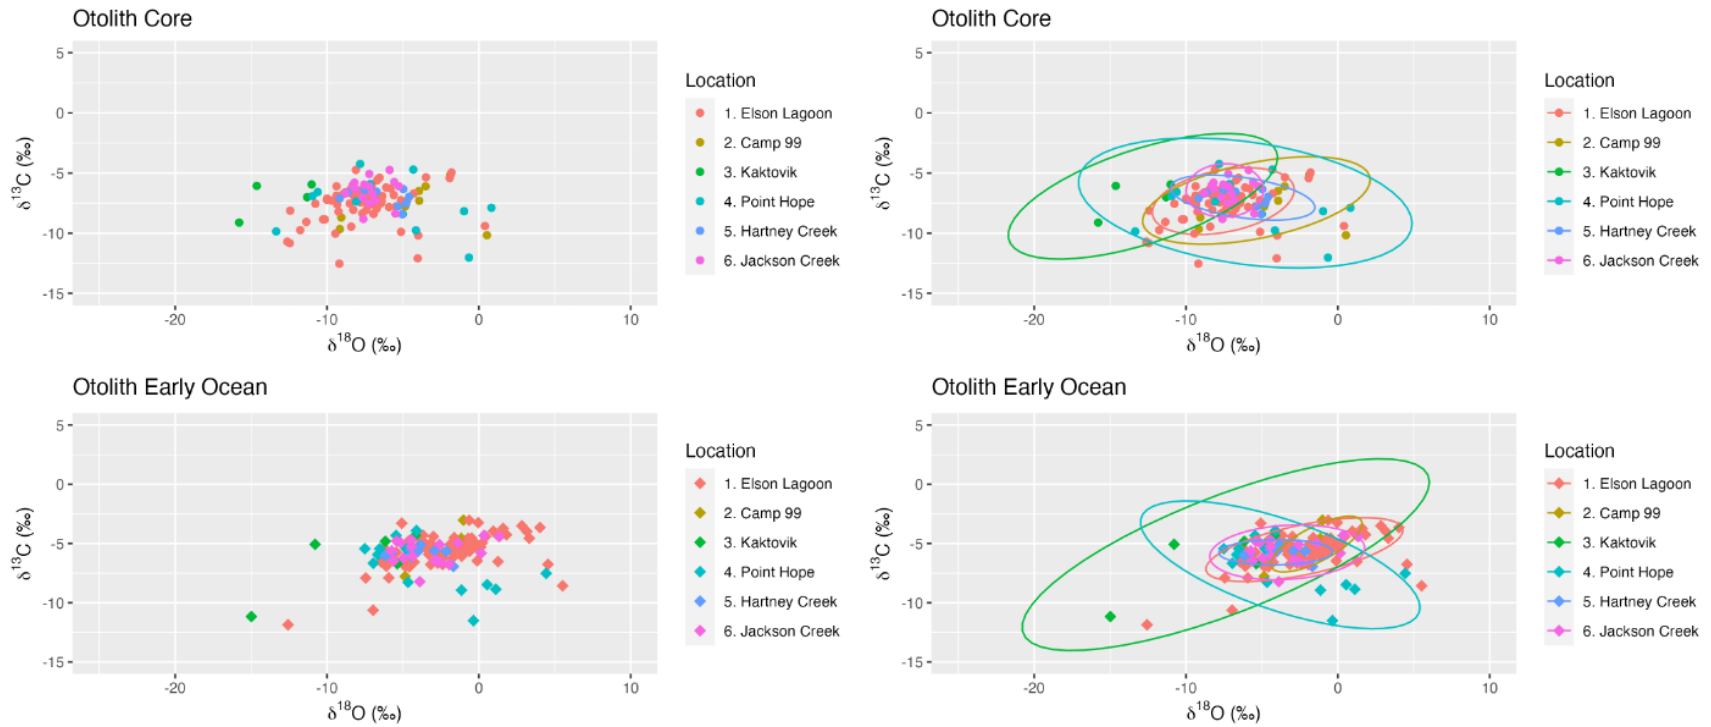 Otolith Core
5
0
-5
-10
-15
δ¹³C (‰)
-20
-10
0
10
δ¹⁸O (‰)
Location
1. Elson Lagoon
2. Camp 99
3. Kaktovik
4. Point Hope
5. Hartney Creek
6. Jackson Creek
Otolith Core
5
0
-5
-10
-15
δ¹³C (‰)
-20
-10
0
10
δ¹⁸O (‰)
Location
1. Elson Lagoon
2. Camp 99
3. Kaktovik
4. Point Hope
5. Hartney Creek
6. Jackson Creek
Otolith Early Ocean
5
0
-5
-10
-15
δ¹³C (‰)
-20
-10
0
10
δ¹⁸O (‰)
Location
1. Elson Lagoon
2. Camp 99
3. Kaktovik
4. Point Hope
5. Hartney Creek
6. Jackson Creek
Otolith Early Ocean
5
0
-5
-10
-15
δ¹³C (‰)
-20
-10
0
10
δ¹⁸O (‰)
Location
1. Elson Lagoon
2. Camp 99
3. Kaktovik
4. Point Hope
5. Hartney Creek
6. Jackson Creek